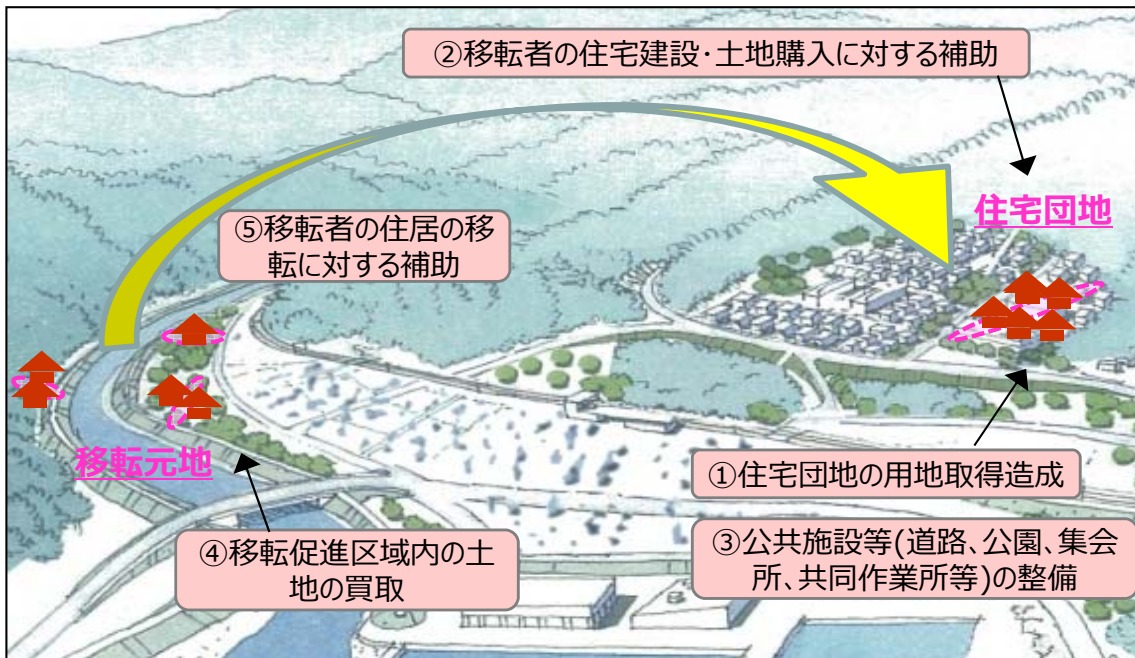 ②移転者の住宅建設・土地購入に対する補助
住宅団地
⑤移転者の住居の移
転に対する補助
移転元地
①住宅団地の用地取得造成
④移転促進区域内の土
地の買取
③公共施設等(道路、公園、集会
所、共同作業所等)の整備